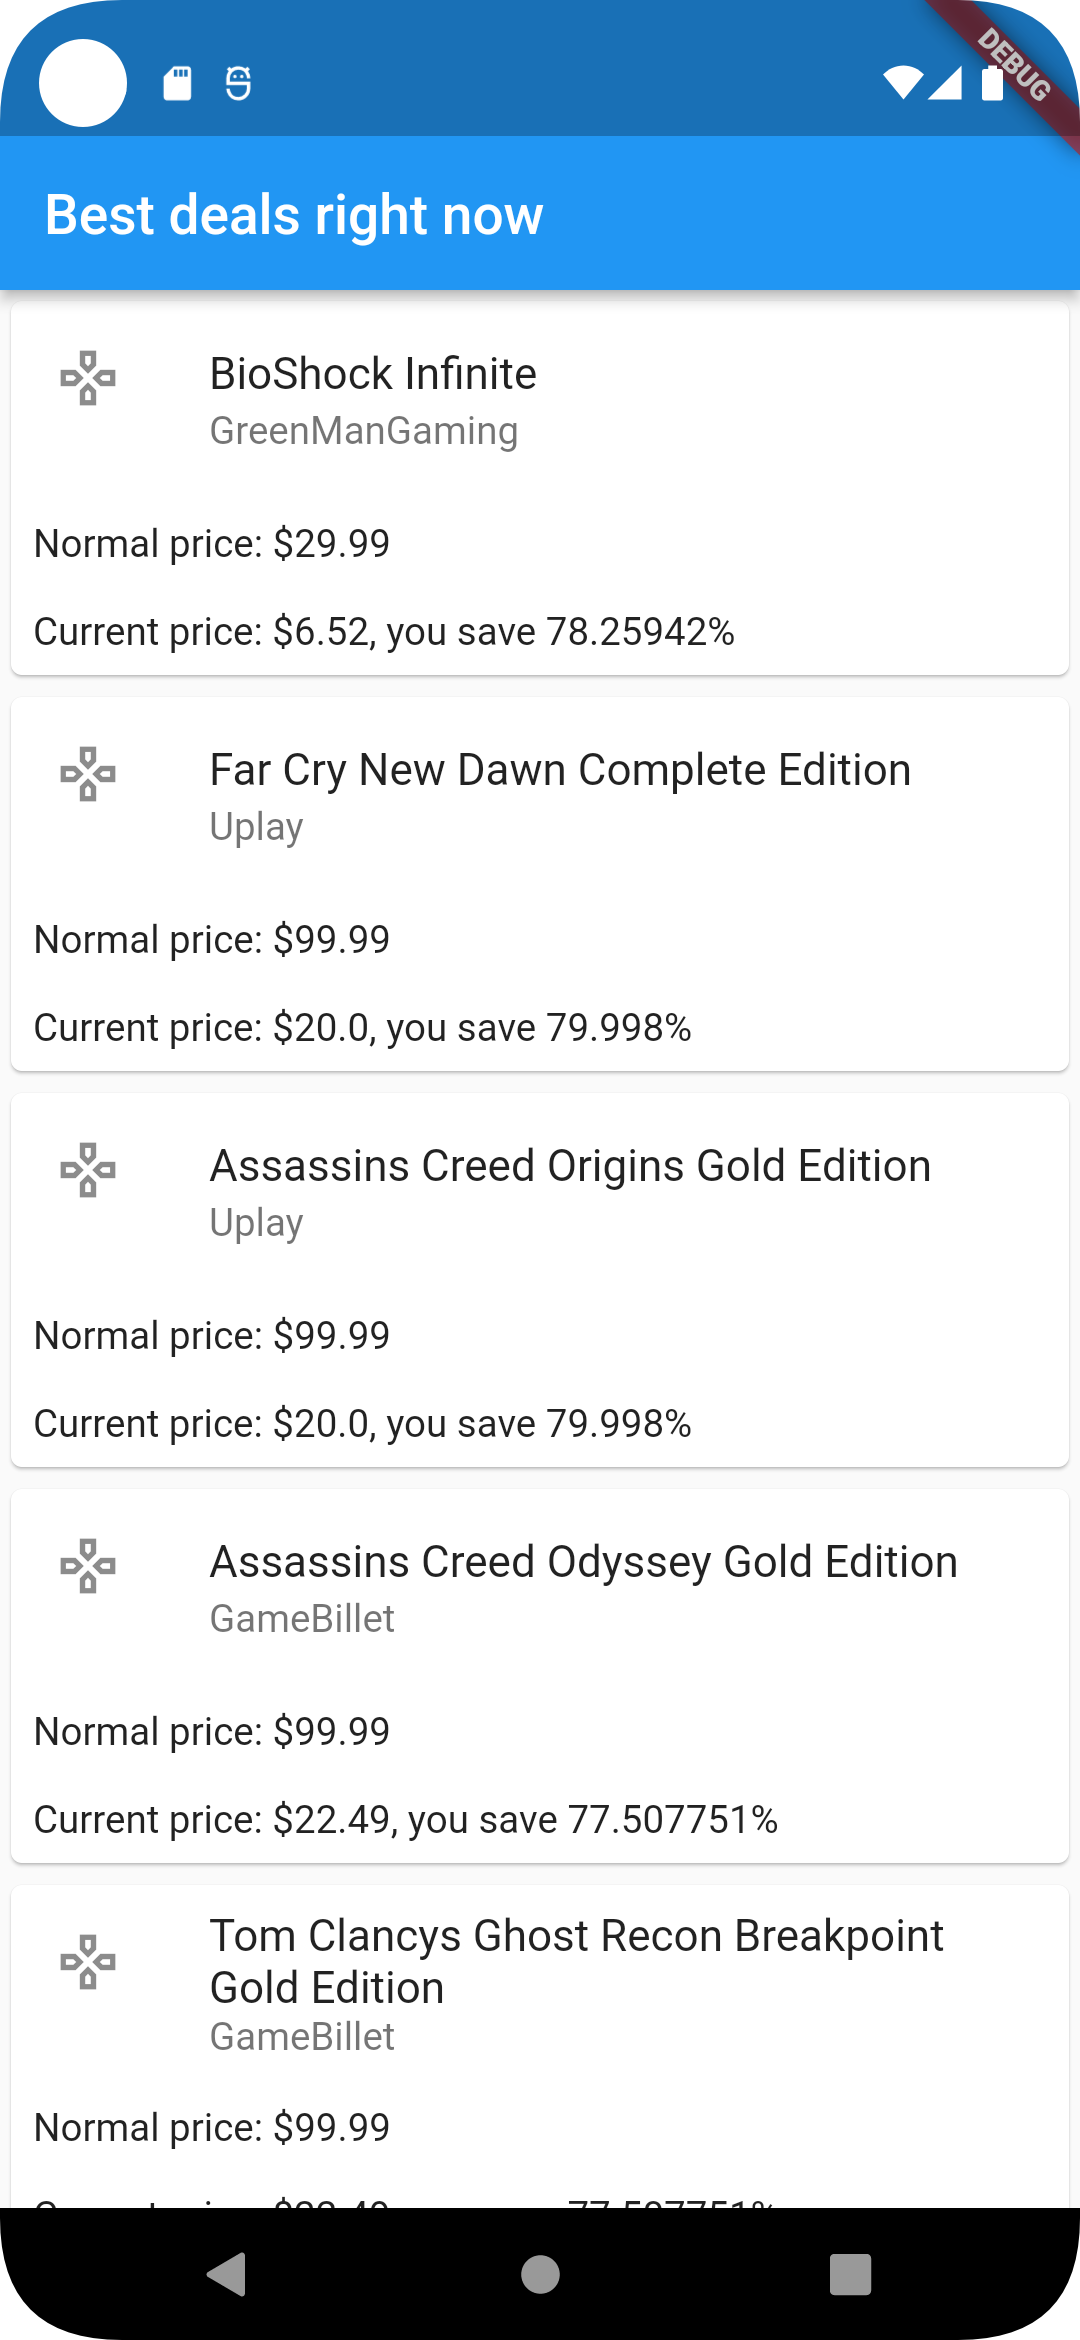 DEBUG
Best deals right now
BioShock Infinite
GreenManGaming
Normal price: $29.99
Current price: $6.52, you save 78.25942%
Far Cry New Dawn Complete Edition
Uplay
Normal price: $99.99
Current price: $20.0, you save 79.998%
Assassins Creed Origins Gold Edition
Uplay
Normal price: $99.99
Current price: $20.0, you save 79.998%
Assassins Creed Odyssey Gold Edition
GameBillet
Normal price: $99.99
Current price: $22.49, you save 77.507751%
Tom Clancys Ghost Recon Breakpoint
Gold Edition
GameBillet
Normal price: $99.99